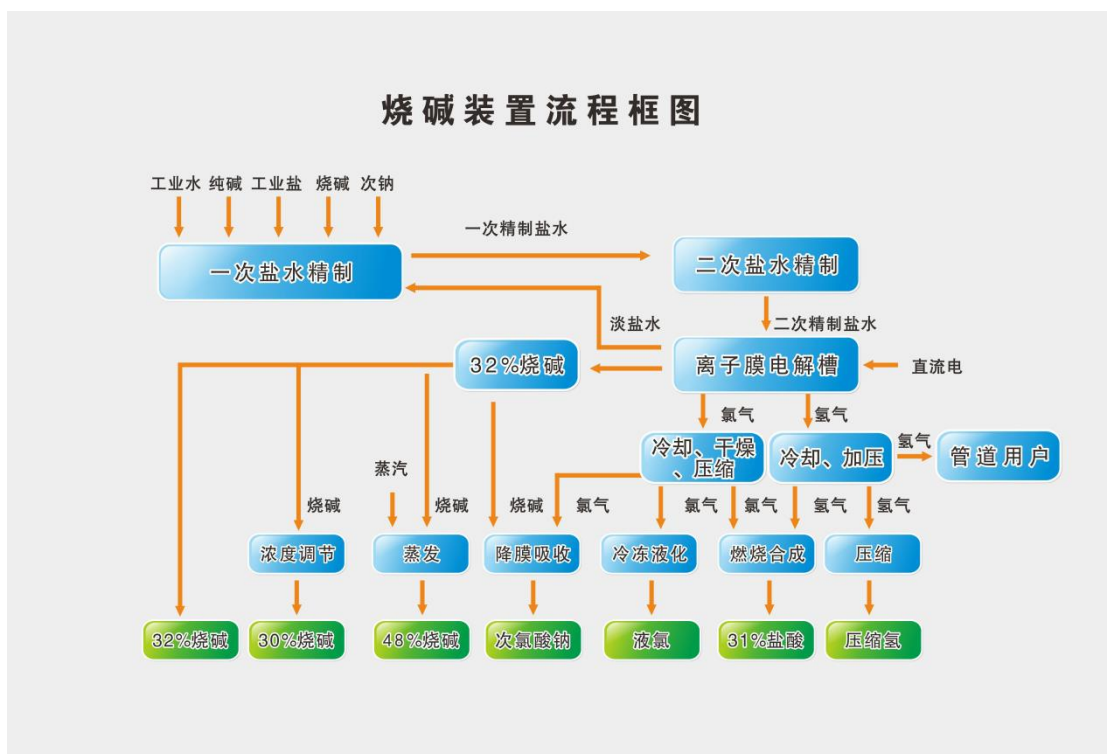 烧碱装置流程框图
工业水 纯碱 工业盐 烧碱 次钠
一次精制盐水
一次盐水精制
二次盐水精制
淡盐水
二次精制盐水
32%烧碱
离子膜电解槽
直流电
氯气
氢气
冷却、干燥
、压缩
冷却、加压
氢气
管道用户
蒸汽
烧碱
烧碱
烧碱
氯气
氯气
氯气
氢气
氢气
浓度调节
蒸发
降膜吸收
冷冻液化
燃烧合成
压缩
32%烧碱
30%烧碱
48%烧碱
次氯酸钠
液氯
31%盐酸
压缩氢